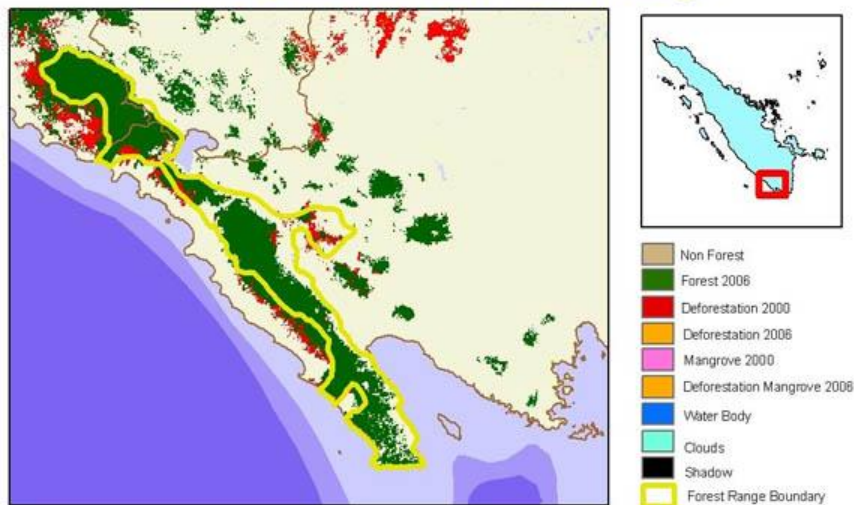 Non Forest
Forest 2006
Deforestation 2000
Deforestation 2006
Mangrove 2000
Deforestation Mangrove 2006
Water Body
Clouds
Shadow
Forest Range Boundary